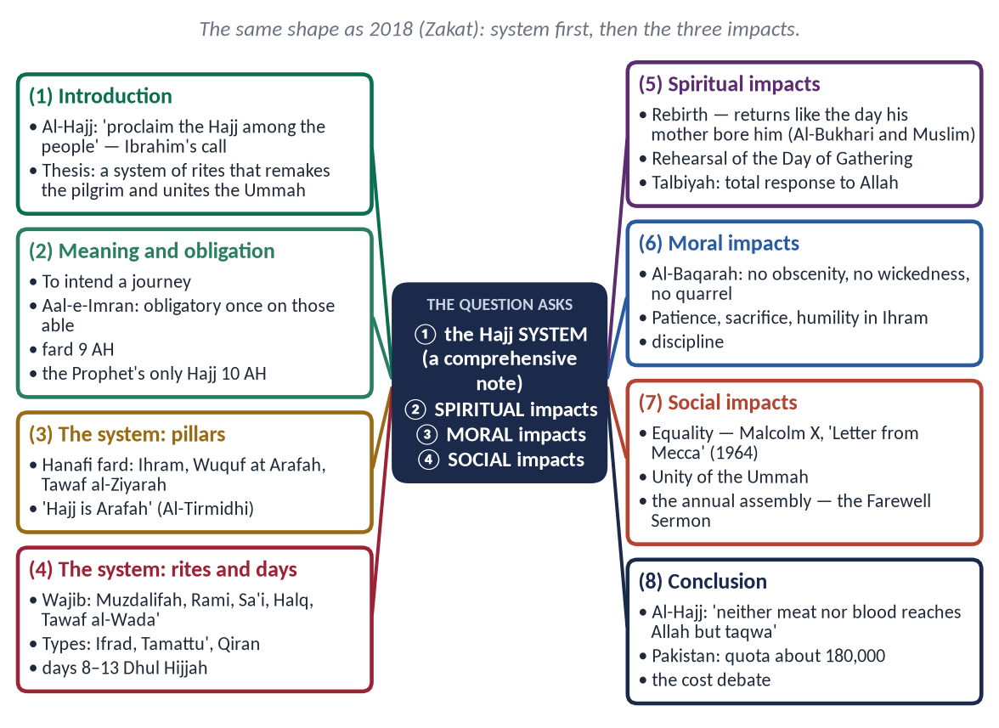 The same shape as 2018 (Zakat): system first, then the three impacts.
(1) Introduction
• Al-Hajj: 'proclaim the Hajj among the
people' — Ibrahim's call
• Thesis: a system of rites that remakes
the pilgrim and unites the Ummah
(2) Meaning and obligation
• To intend a journey
• Aal-e-Imran: obligatory once on those
able
• fard 9 AH
• the Prophet's only Hajj 10 AH
(3) The system: pillars
• Hanafi fard: Ihram, Wuquf at Arafah,
Tawaf al-Ziyarah
• 'Hajj is Arafah' (Al-Tirmidhi)
(4) The system: rites and days
• Wajib: Muzdalifah, Rami, Sa'i, Halq,
Tawaf al-Wada'
• Types: Ifrad, Tamattu', Qiran
• days 8–13 Dhul Hijjah
THE QUESTION ASKS
① the Hajj SYSTEM
(a comprehensive
note)
② SPIRITUAL impacts
③ MORAL impacts
④ SOCIAL impacts
(5) Spiritual impacts
• Rebirth — returns like the day his
mother bore him (Al-Bukhari and Muslim)
• Rehearsal of the Day of Gathering
• Talbiyah: total response to Allah
(6) Moral impacts
• Al-Baqarah: no obscenity, no wickedness,
no quarrel
• Patience, sacrifice, humility in Ihram
• discipline
(7) Social impacts
• Equality — Malcolm X, 'Letter from
Mecca' (1964)
• Unity of the Ummah
• the annual assembly — the Farewell
Sermon
(8) Conclusion
• Al-Hajj: 'neither meat nor blood reaches
Allah but taqwa'
• Pakistan: quota about 180,000
• the cost debate